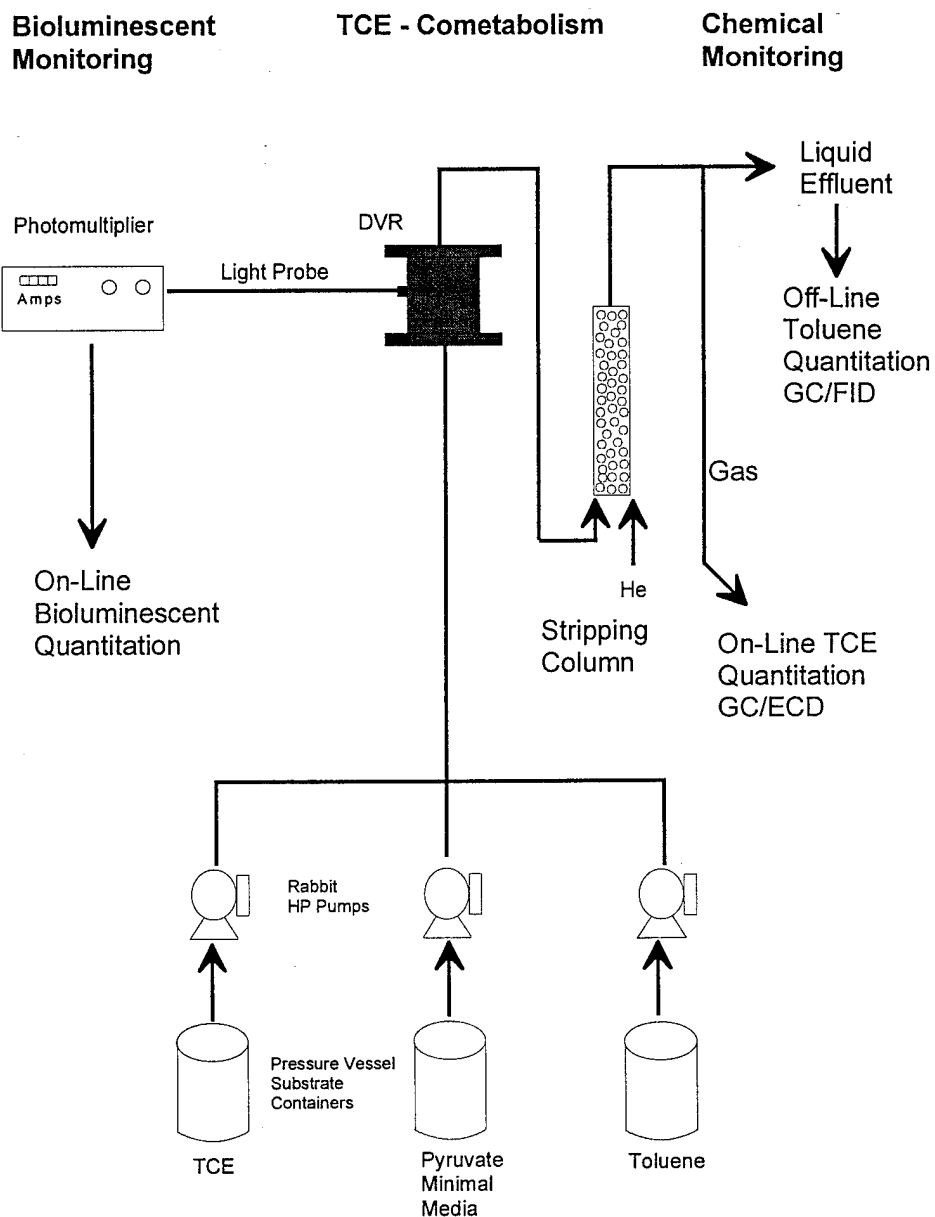 Bioluminescent
Monitoring
TCE - Cometabolism
Chemical
Monitoring
Photomultiplier
Amps
Light Probe
DVR
Liquid
Effluent
Off-Line
Toluene
Quantitation
GC/FID
Gas
On-Line
Bioluminescent
Quantitation
He
Stripping
Column
On-Line TCE
Quantitation
GC/ECD
Rabbit
HP Pumps
Pressure Vessel
Substrate
Containers
TCE
Pyruvate
Minimal
Media
Toluene